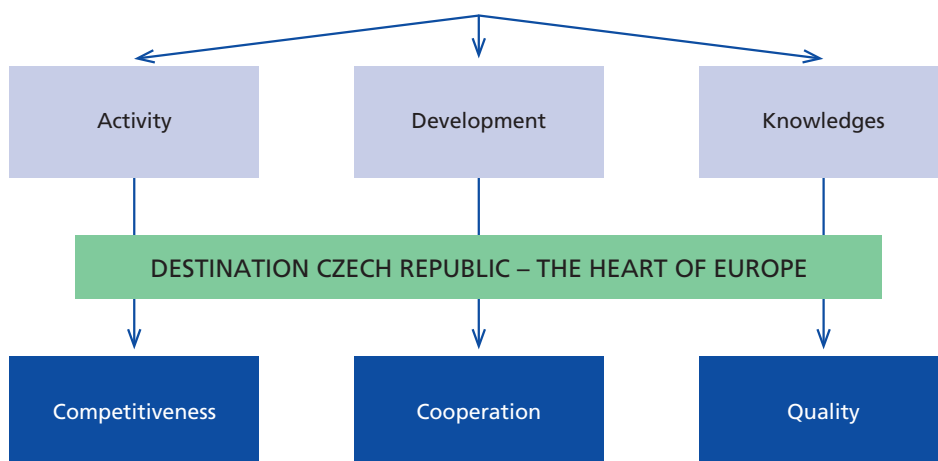 Activity
Development
Knowledges
DESTINATION CZECH REPUBLIC – THE HEART OF EUROPE
Competitiveness
Cooperation
Quality